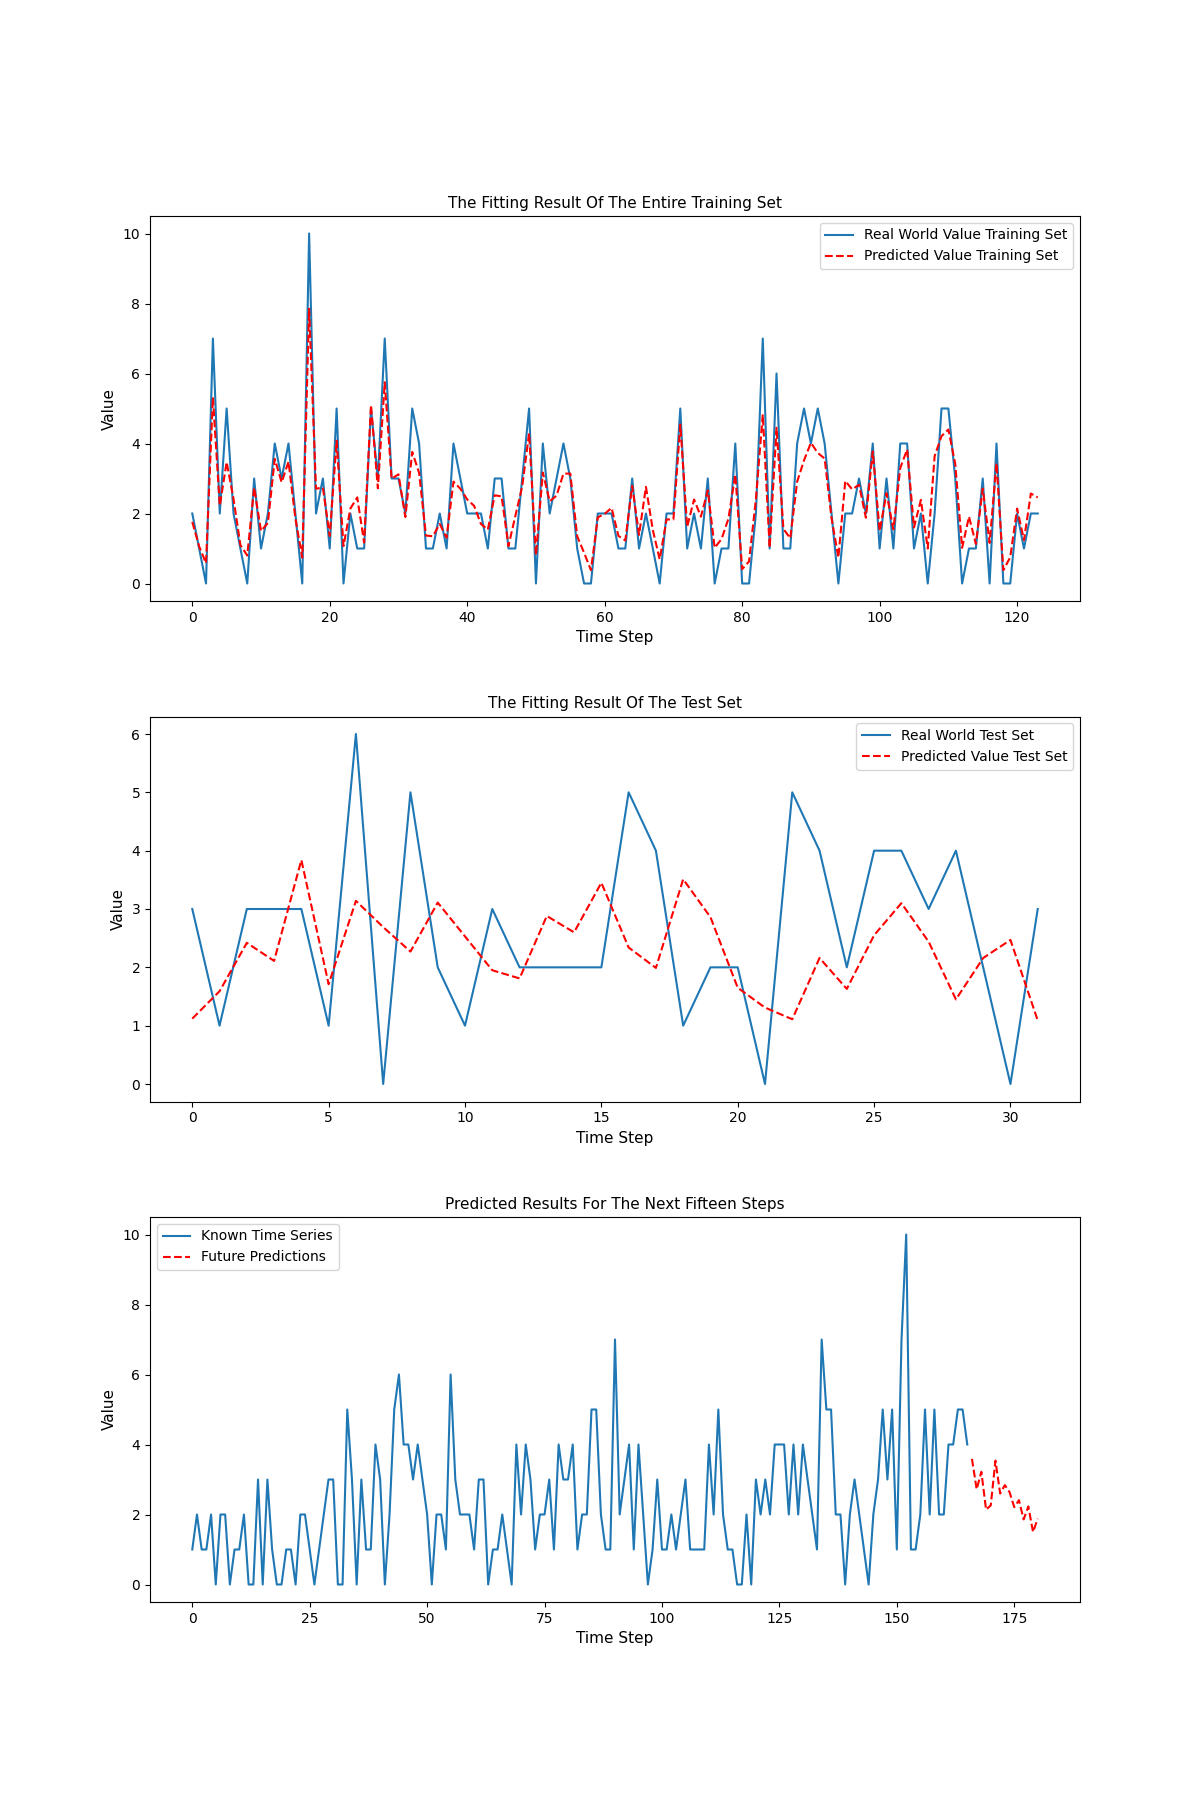 The Fitting Result Of The Entire Training Set
Real World Value Training Set
Predicted Value Training Set
Value
10
8
6
4
2
0
0 20 40 60 80 100 120
Time Step
The Fitting Result Of The Test Set
Real World Test Set
Predicted Value Test Set
Value
6
5
4
3
2
1
0
0 5 10 15 20 25 30
Time Step
Predicted Results For The Next Fifteen Steps
Known Time Series
Future Predictions
Value
10
8
6
4
2
0
0 25 50 75 100 125 150 175
Time Step